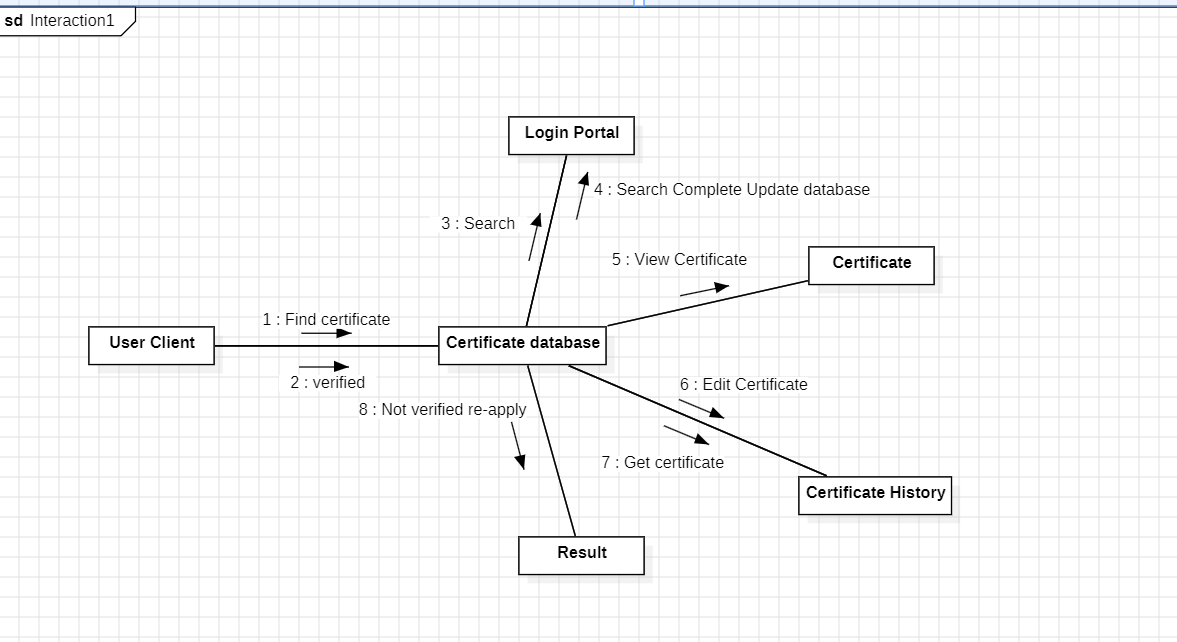 sd Interaction1
Login Portal
4 : Search Complete Update database
3 : Search
5 : View Certificate
Certificate
1 : Find certificate
User Client
Certificate database
2 : verified
6 : Edit Certificate
8 : Not verified re-apply
7 : Get certificate
Certificate History
Result